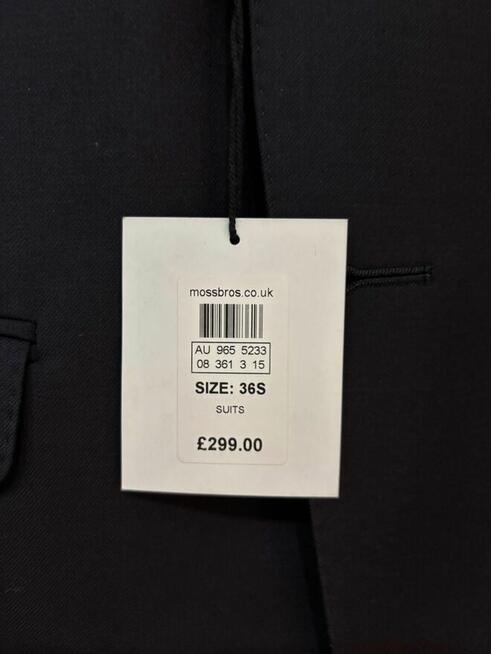 mossbros.co.uk
AU 965 5233
08 361 3 15
SIZE: 36S
SUITS
£299.00